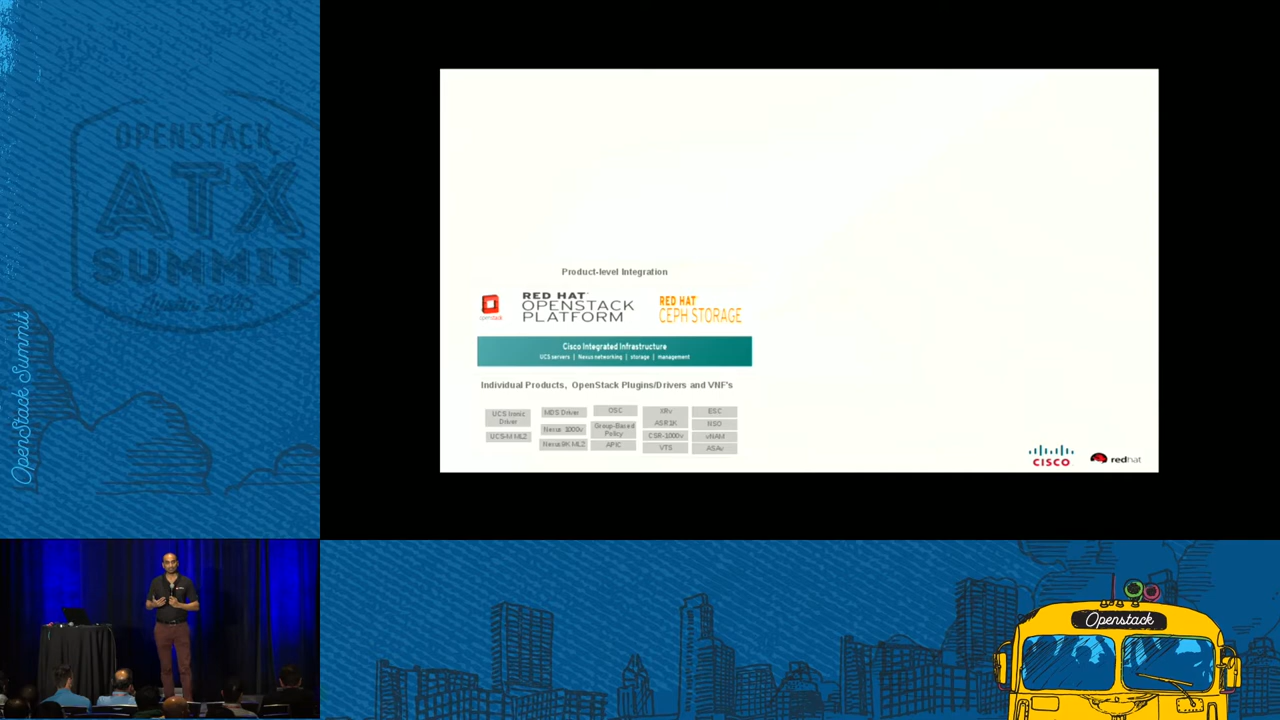 OPENSTACK
ATX
SUMMIT
OpenStack Summit
Product-level Integration
openstack
RED HAT
OPENSTACK
PLATFORM
RED HAT
CEPH STORAGE
Cisco Integrated Infrastructure
UCS servers | Nexus networking | storage | management
Individual Products, OpenStack Plugins/Drivers and VNF's
UCS Ironic
Driver
UCS-M ML2
MDS Driver
Nexus 1000v
Nexus9K ML2
OSC
Group-Based
Policy
APIC
XRv
ASR1K
CSR-1000v
VTS
ESC
NSO
vNAM
ASAv
CISCO
redhat
Openstack